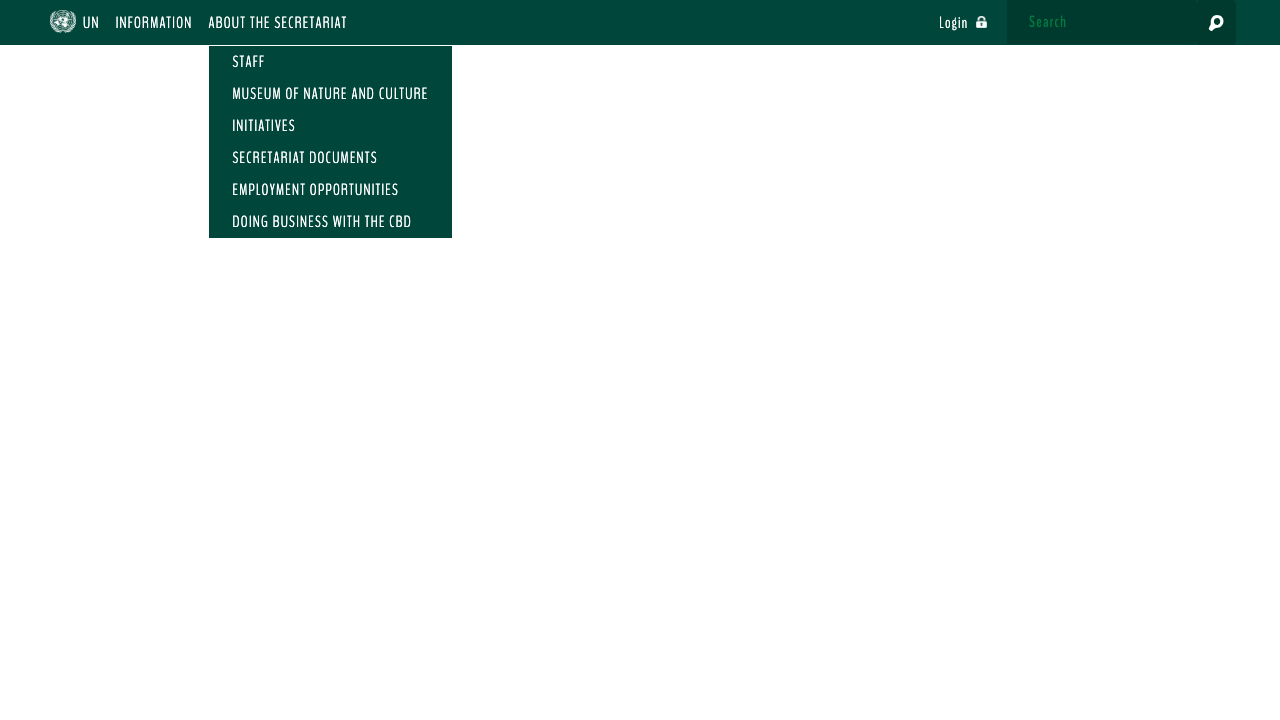 UN INFORMATION ABOUT THE SECRETARIAT Login Search
STAFF
MUSEUM OF NATURE AND CULTURE
INITIATIVES
SECRETARIAT DOCUMENTS
EMPLOYMENT OPPORTUNITIES
DOING BUSINESS WITH THE CBD